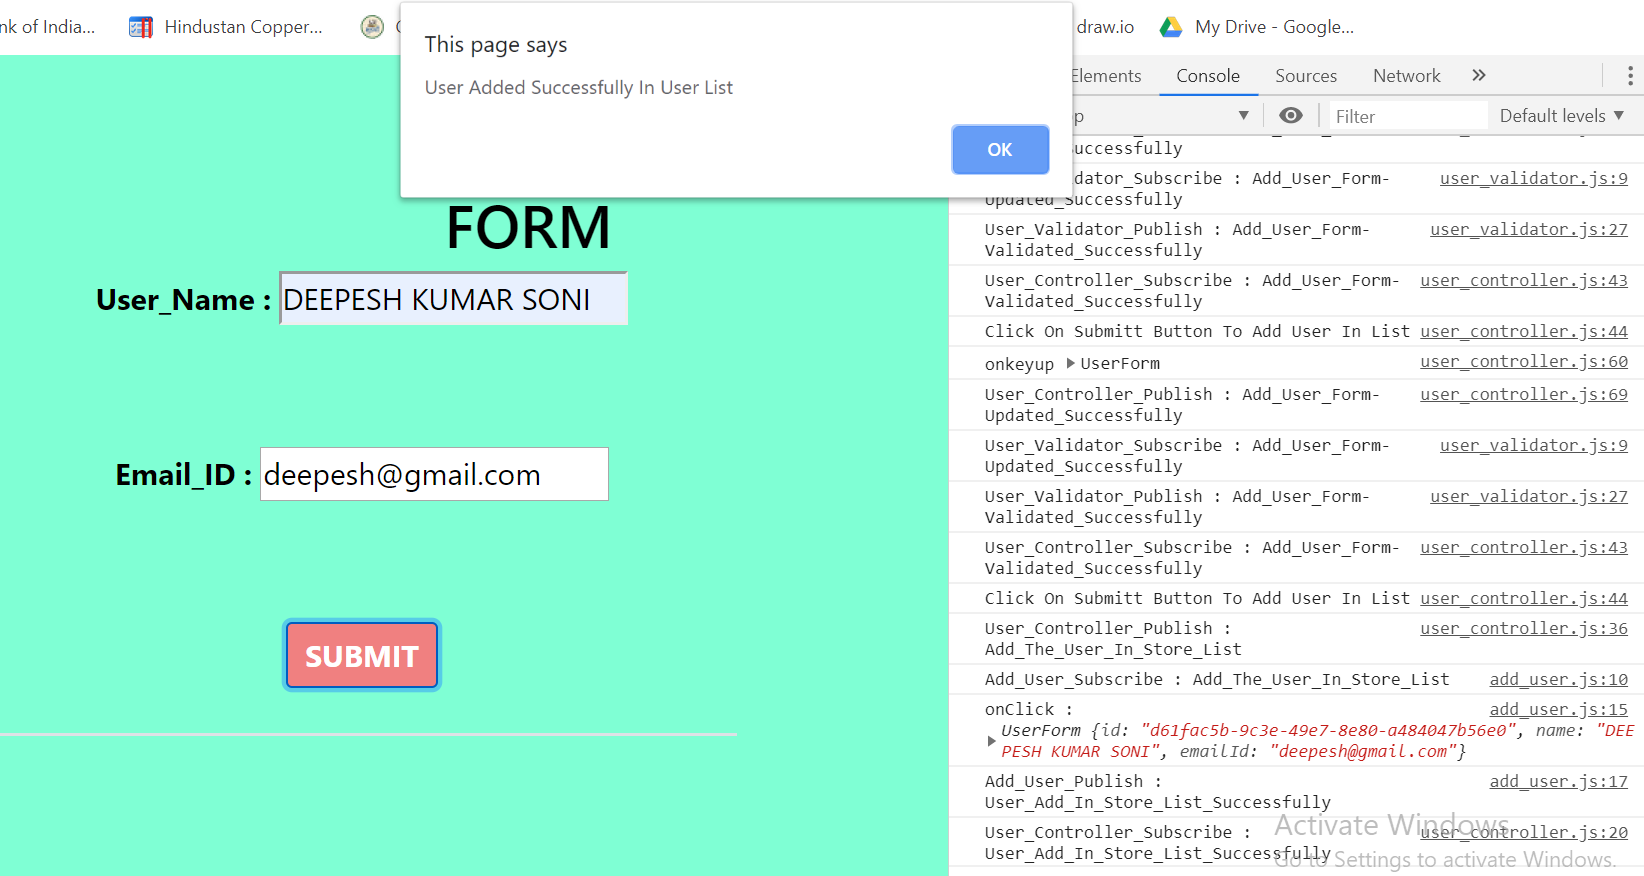 nk of India...
Hindustan Copper...
draw.io
My Drive - Google...
This page says
User Added Successfully In User List
OK
Elements
Console
Sources
Network
»
Filter
Default levels ▼
FORM
User_Name : DEEPESH KUMAR SONI
Email_ID : deepesh@gmail.com
SUBMIT
user_validator.js:9
Add_User_Form-
Updated_Successfully
User_Validator_Publish : Add_User_Form- user_validator.js:27
Validated_Successfully
User_Controller_Subscribe : Add_User_Form- user_controller.js:43
Validated_Successfully
Click On Submitt Button To Add User In List user_controller.js:44
onkeyup ▶ UserForm user_controller.js:60
User_Controller_Publish : Add_User_Form- user_controller.js:69
Updated_Successfully
User_Validator_Subscribe : Add_User_Form- user_validator.js:9
Updated_Successfully
User_Validator_Publish : Add_User_Form- user_validator.js:27
Validated_Successfully
User_Controller_Subscribe : Add_User_Form- user_controller.js:43
Validated_Successfully
Click On Submitt Button To Add User In List user_controller.js:44
User_Controller_Publish : user_controller.js:36
Add_The_User_In_Store_List
Add_User_Subscribe : Add_The_User_In_Store_List add_user.js:10
onClick : add_user.js:15
UserForm {id: "d61fac5b-9c3e-49e7-8e80-a484047b56e0", name: "DEE
PESH KUMAR SONI", emailId: "deepesh@gmail.com"}
Add_User_Publish : add_user.js:17
User_Add_In_Store_List_Successfully
User_Controller_Subscribe : user_controller.js:20
User_Add_In_Store_List_Successfully
Activate Windows
Go to Settings to activate Windows.